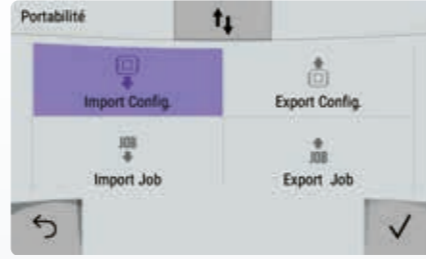 Portabilité
Import Config.
Export Config.
JOB
JOB
Import Job
Export Job